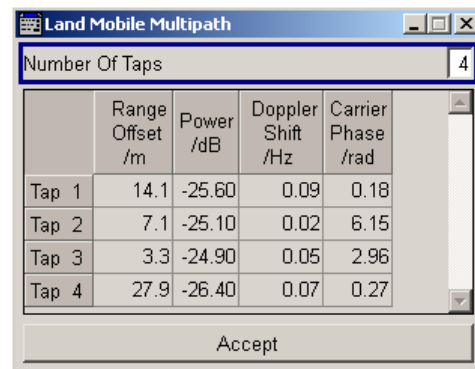 Land Mobile Multipath
Number Of Taps 4
Range Offset /m Power /dB Doppler Shift /Hz Carrier Phase /rad
Tap 1 14.1 -25.60 0.09 0.18
Tap 2 7.1 -25.10 0.02 6.15
Tap 3 3.3 -24.90 0.05 2.96
Tap 4 27.9 -26.40 0.07 0.27
Accept